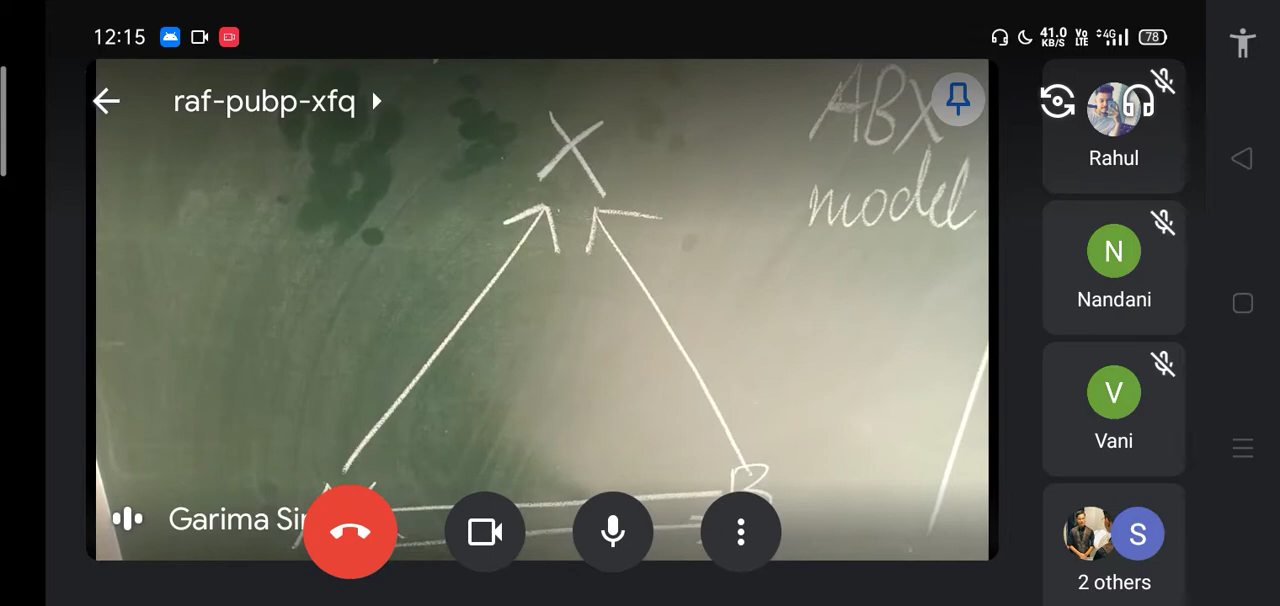 12:15
41.0
KB/S
Vo
LTE
4G
78
raf-pubp-xfq
X
ABX
model
B
Garima Sin
Rahul
N
Nandani
V
Vani
S
2 others